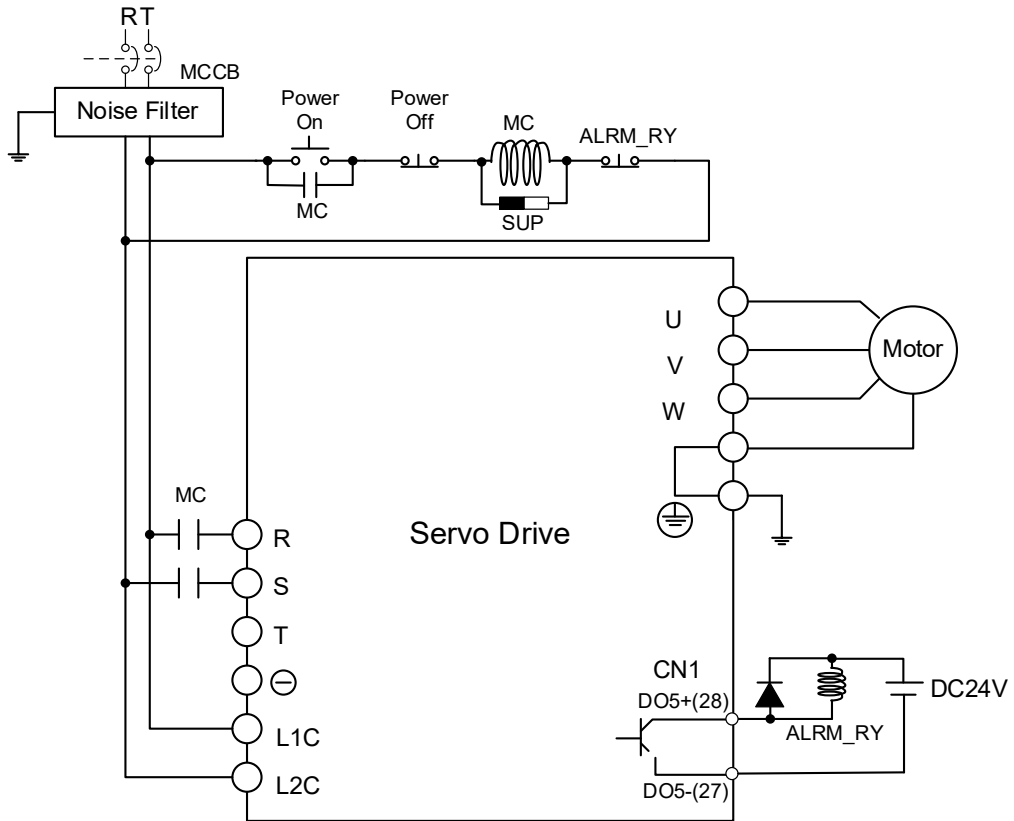 RT
MCCB
Noise Filter
Power
On
Power
Off
MC
ALRM_RY
MC
SUP
U
V
W
Motor
Servo Drive
MC
R
S
T
L1C
L2C
CN1
DO5+(28)
DO5-(27)
ALRM_RY
DC24V